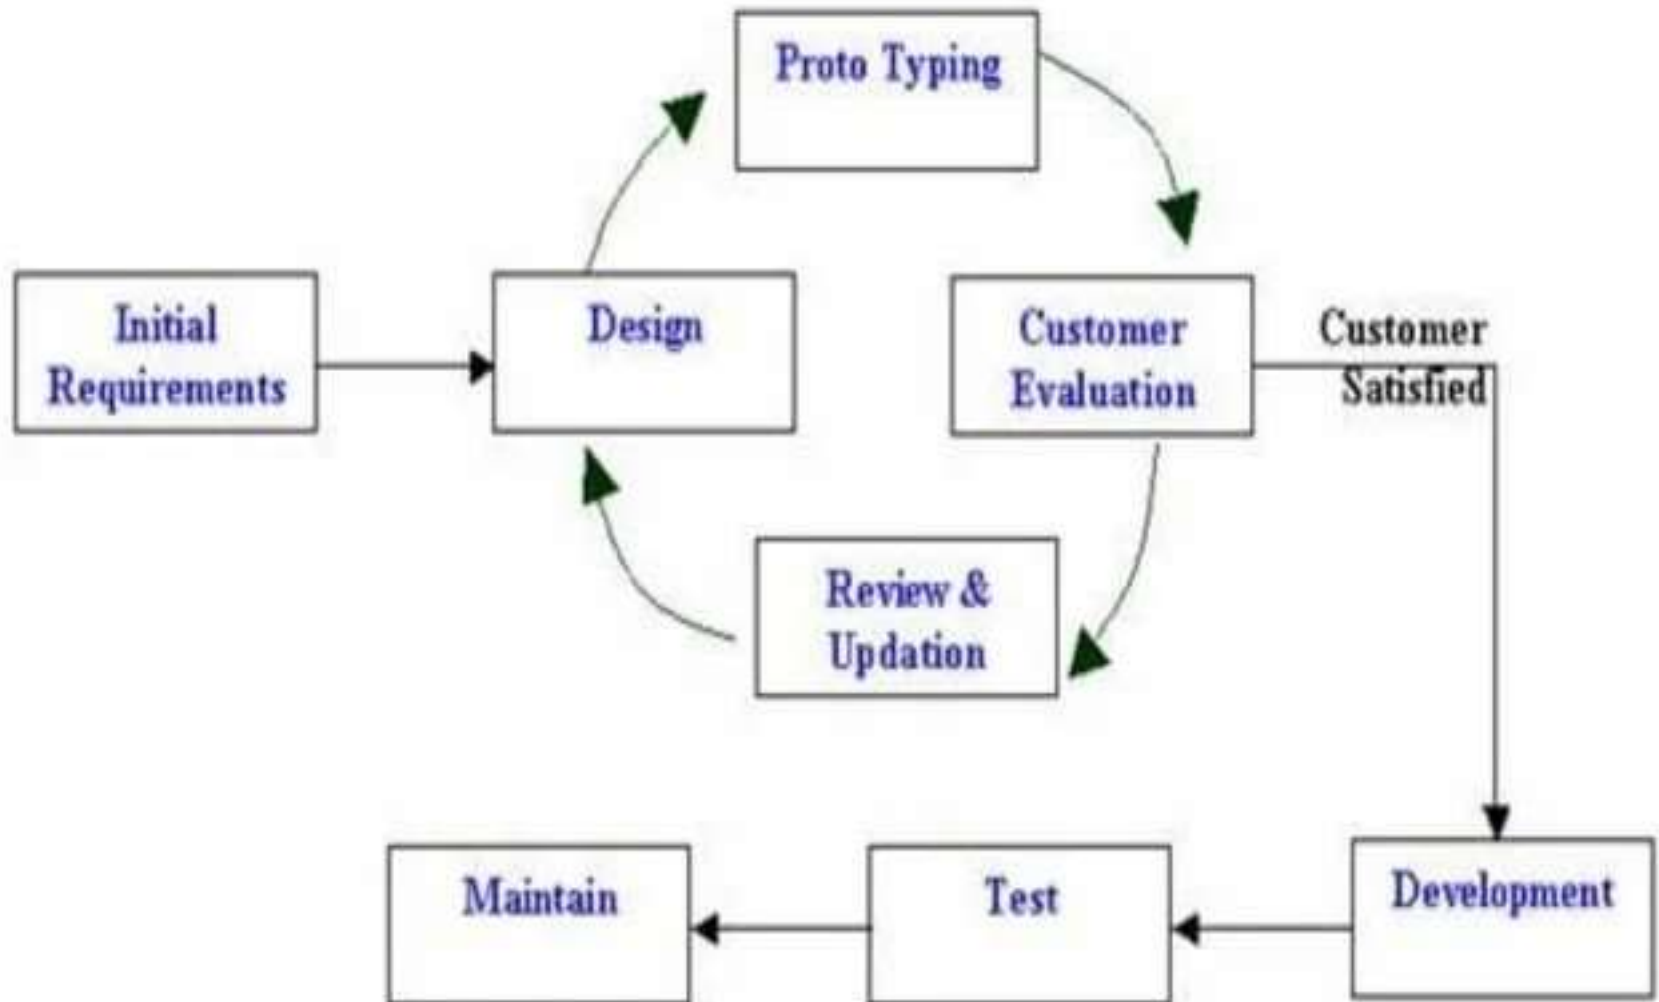 Proto Typing
Initial
Requirements
Design
Customer
Evaluation
Customer
Satisfied
Review &
Updation
Maintain
Test
Development